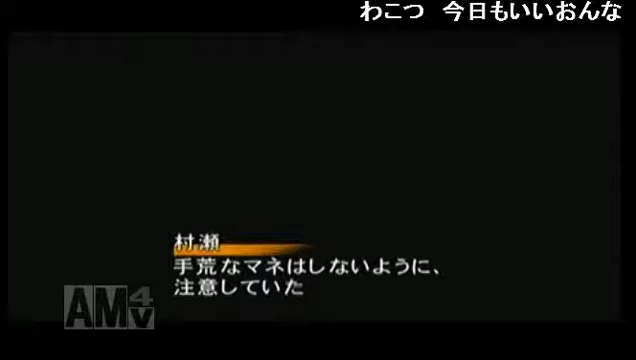 わこつ　今日もいいおんな
村瀬
手荒なマネはしないように、
注意していた
AM4V